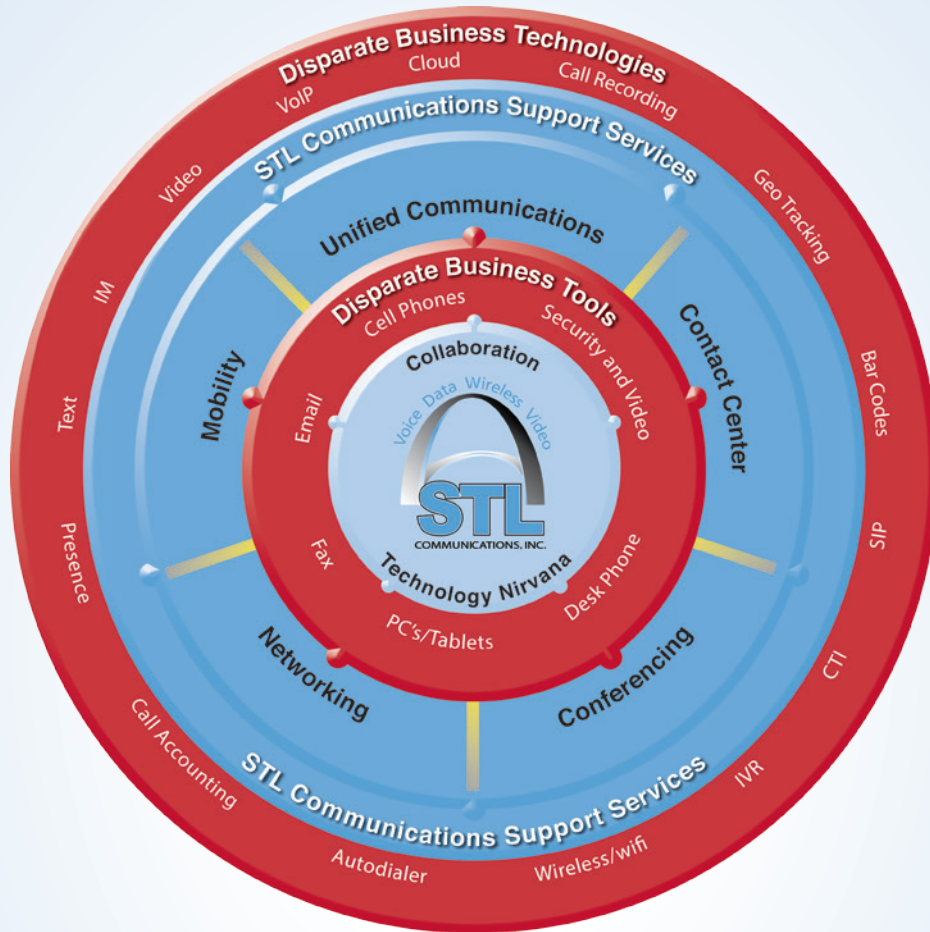 Disparate Business Technologies
Cloud
VoIP
Call Recording
Video
Geo Tracking
IM
Text
Bar Codes
Presence
SIP
CTI
Call Accounting
IVR
Autodialer
Wireless/wifi
STL Communications Support Services
Unified Communications
Mobility
Contact Center
Networking
Conferencing
STL Communications Support Services
Disparate Business Tools
Cell Phones
Security and Video
Email
Fax
Desk Phone
PC's/Tablets
Collaboration
Voice Data Wireless Video
STL
COMMUNICATIONS, INC.
Technology Nirvana